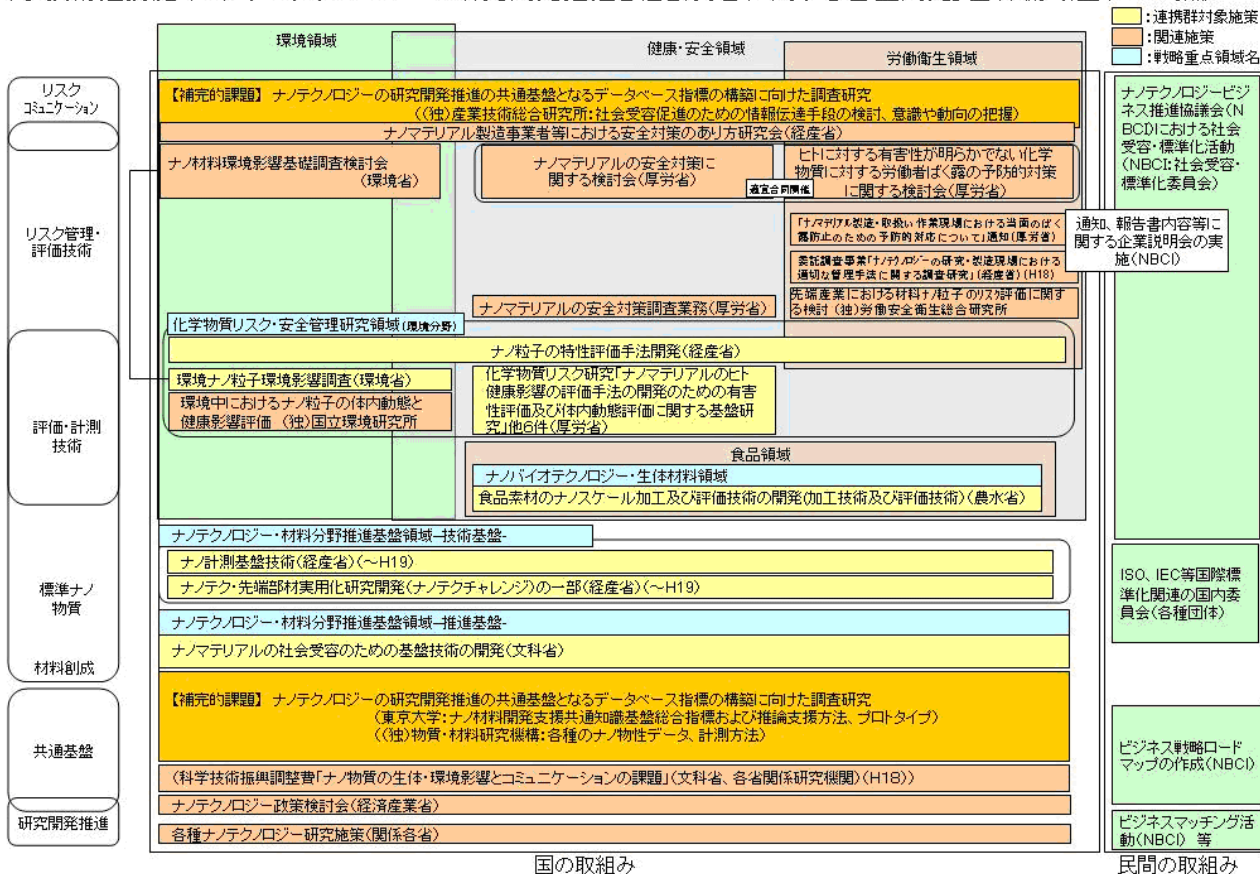 :連携群対象施策
:関連施策
:戦略重点領域名
環境領域
健康・安全領域
労働衛生領域
リスク
コミュニケーション
【補完的課題】 ナノテクノロジーの研究開発推進の共通基盤となるデータベース指標の構築に向けた調査研究
((独)産業技術総合研究所:社会受容促進のための情報伝達手段の検討、意識や動向の把握)
ナノマテリアル製造事業者等における安全対策のあり方研究会(経産省)
ナノ材料環境影響基礎調査検討会
(環境省)
ナノマテリアルの安全対策に
関する検討会(厚労省)
適宜合同開催
ヒトに対する有害性が明らかでない化学
物質に対する労働者ばく露の予防的対策
に関する検討会(厚労省)
リスク管理・
評価技術
「ナノマテリアル製造・取扱い作業現場における当面のばく
露防止のための予防的対応について」通知(厚労省)
委託調査事業「ナノテクノロジーの研究・製造現場における
適切な管理手法に関する調査研究」(経産省)(H18)
ナノマテリアルの安全対策調査業務(厚労省)
先端産業における材料ナノ粒子のリスク評価に関す
る検討 (独)労働安全衛生総合研究所
化学物質リスク・安全管理研究領域(環境分野)
ナノ粒子の特性評価手法開発(経産省)
環境ナノ粒子環境影響調査(環境省)
環境中におけるナノ粒子の体内動態と
健康影響評価 (独)国立環境研究所
化学物質リスク研究「ナノマテリアルのヒト
健康影響の評価手法の開発のための有害
性評価及び体内動態評価に関する基盤研
究」他6件(厚労省)
評価・計測
技術
食品領域
ナノバイオテクノロジー・生体材料領域
食品素材のナノスケール加工及び評価技術の開発(加工技術及び評価技術)(農水省)
ナノテクノロジー・材料分野推進基盤領域–技術基盤-
ナノ計測基盤技術(経産省)(～H19)
ナノテク・先端部材実用化研究開発(ナノテクチャレンジ)の一部(経産省)(～H19)
標準ナノ
物質
ナノテクノロジー・材料分野推進基盤領域–推進基盤-
ナノマテリアルの社会受容のための基盤技術の開発(文科省)
材料創成
【補完的課題】 ナノテクノロジーの研究開発推進の共通基盤となるデータベース指標の構築に向けた調査研究
(東京大学:ナノ材料開発支援共通知識基盤総合指標および推論支援方法、プロトタイプ)
((独)物質・材料研究機構:各種のナノ物性データ、計測方法)
共通基盤
(科学技術振興調整費「ナノ物質の生体・環境影響とコミュニケーションの課題」(文科省、各省関係研究機関)(H18))
ナノテクノロジー政策検討会(経済産業省)
研究開発推進
各種ナノテクノロジー研究施策(関係各省)
国の取組み
ナノテクノロジービジ
ネス推進協議会(N
BCD)における社会
受容・標準化活動
(NBCI:社会受容・
標準化委員会)
通知、報告書内容等に
関する企業説明会の実
施(NBCI)
ISO、IEC等国際標
準化関連の国内委
員会(各種団体)
ビジネス戦略ロード
マップの作成(NBCI)
ビジネスマッチング活
動(NBCI) 等
民間の取組み